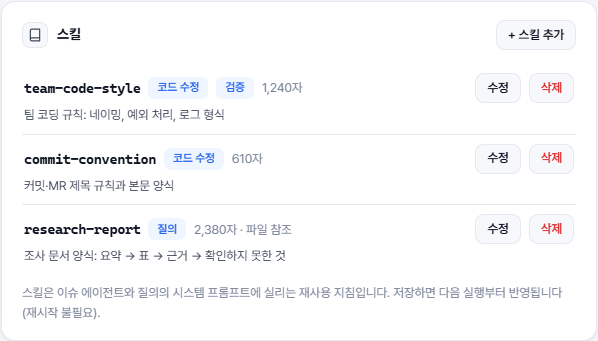 스킬
+ 스킬 추가
team-code-style 코드 수정 검증 1,240자 수정 삭제
팀 코딩 규칙: 네이밍, 예외 처리, 로그 형식
commit-convention 코드 수정 610자 수정 삭제
커밋·MR 제목 규칙과 본문 양식
research-report 질의 2,380자 · 파일 참조 수정 삭제
조사 문서 양식: 요약 → 표 → 근거 → 확인하지 못한 것
스킬은 이슈 에이전트와 질의의 시스템 프롬프트에 실리는 재사용 지침입니다. 저장하면 다음 실행부터 반영됩니다
(재시작 불필요).